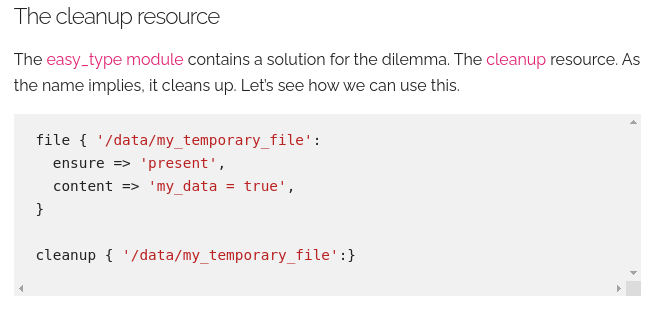 The cleanup resource
The easy_type module contains a solution for the dilemma. The cleanup resource. As
the name implies, it cleans up. Let's see how we can use this.
file { '/data/my_temporary_file':
  ensure => 'present',
  content => 'my_data = true',
}

cleanup { '/data/my_temporary_file':}